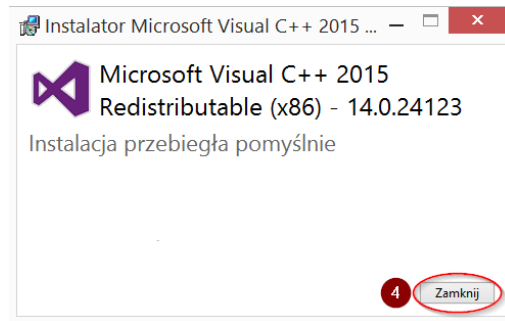 Instalator Microsoft Visual C++ 2015 ...
Microsoft Visual C++ 2015
Redistributable (x86) - 14.0.24123
Instalacja przebiegła pomyślnie
4 Zamknij